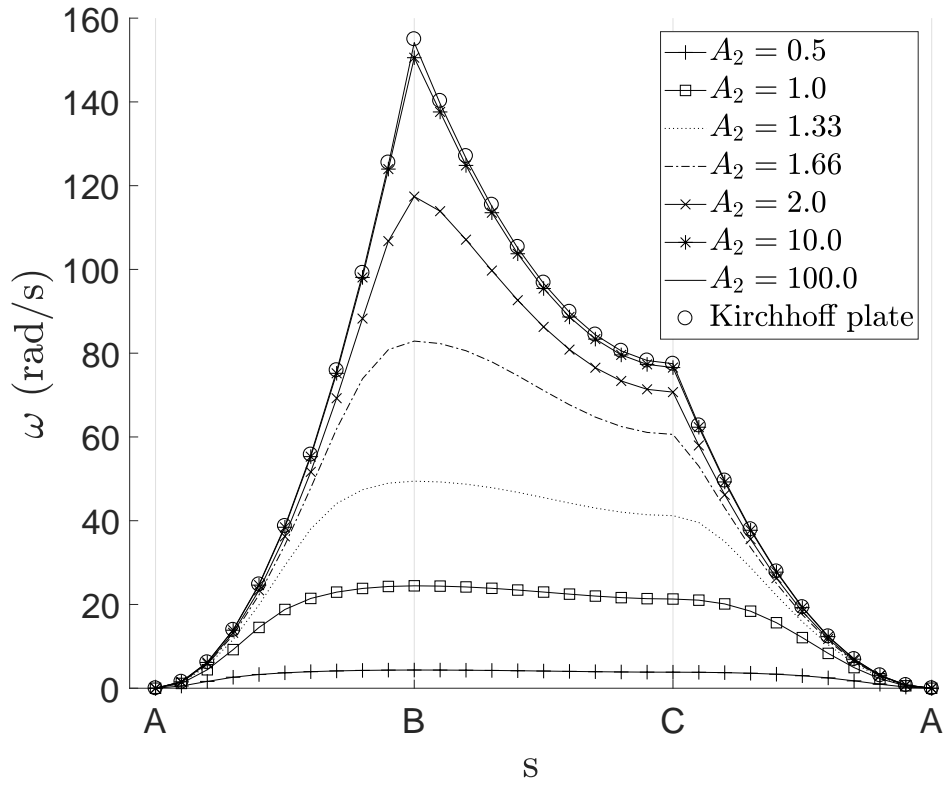 160
140
120
100
80
60
40
20
0
ω (rad/s)
A₂ = 0.5
A₂ = 1.0
A₂ = 1.33
A₂ = 1.66
A₂ = 2.0
A₂ = 10.0
A₂ = 100.0
Kirchhoff plate
A B C A
s